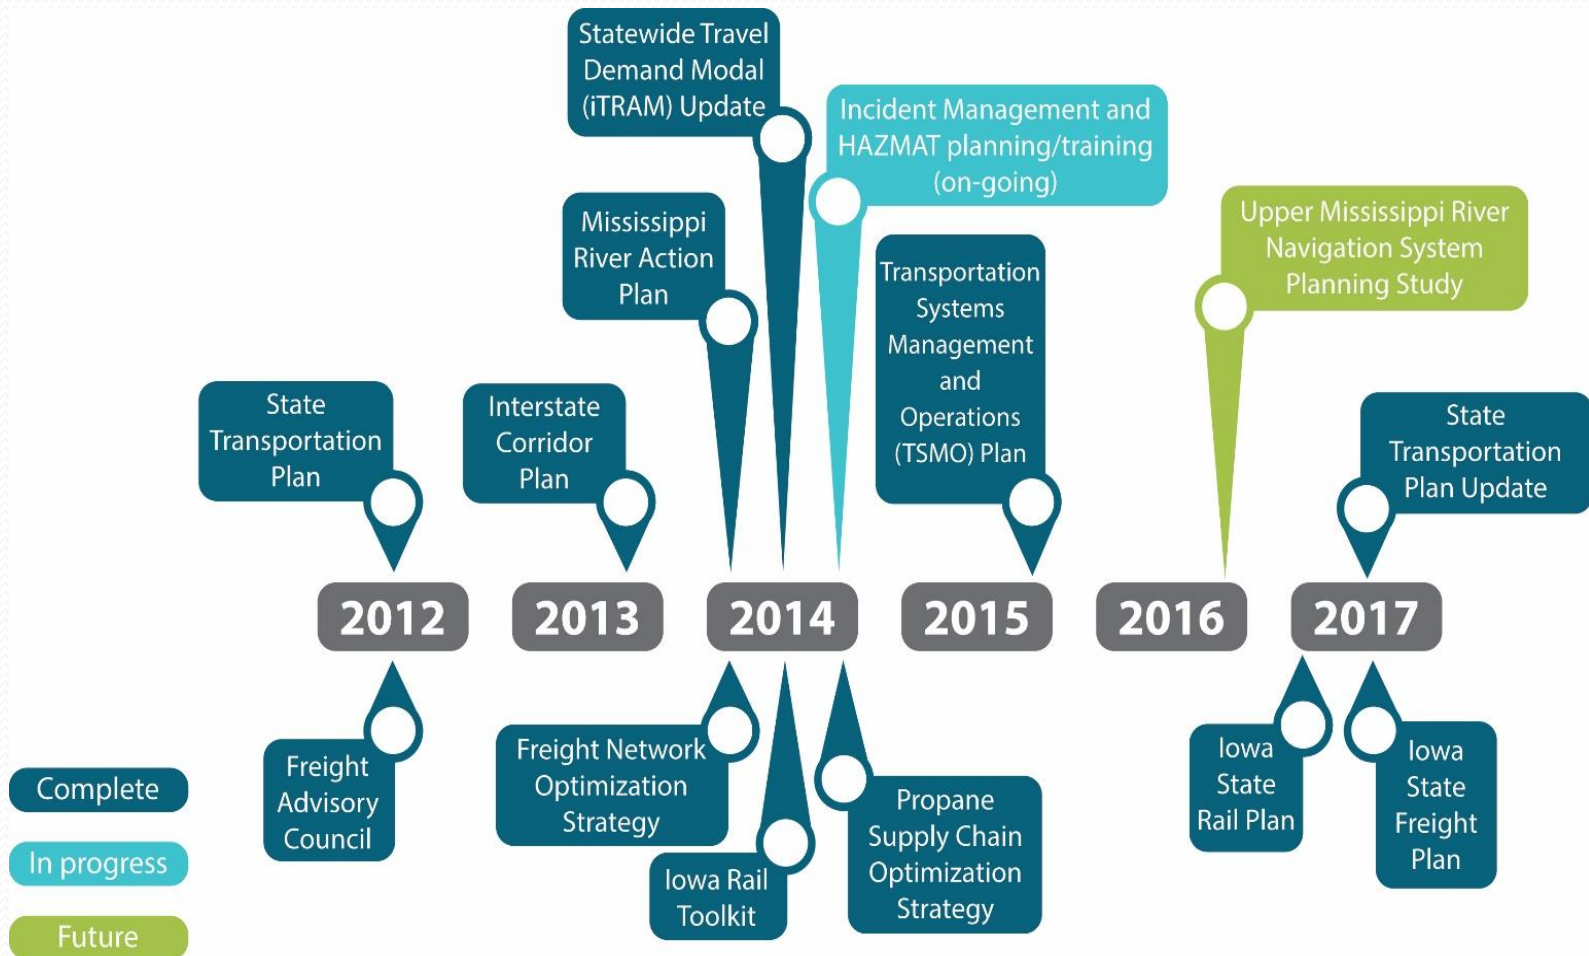 Statewide Travel
Demand Modal
(iTRAM) Update
Incident Management and
HAZMAT planning/training
(on-going)
Mississippi
River Action
Plan
Upper Mississippi River
Navigation System
Planning Study
Transportation
Systems
Management
and
Operations
(TSMO) Plan
State
Transportation
Plan
Interstate
Corridor
Plan
State
Transportation
Plan Update
2012
2013
2014
2015
2016
2017
Freight
Advisory
Council
Freight Network
Optimization
Strategy
Iowa Rail
Toolkit
Propane
Supply Chain
Optimization
Strategy
Iowa
State
Rail Plan
Iowa
State
Freight
Plan
Complete
In progress
Future